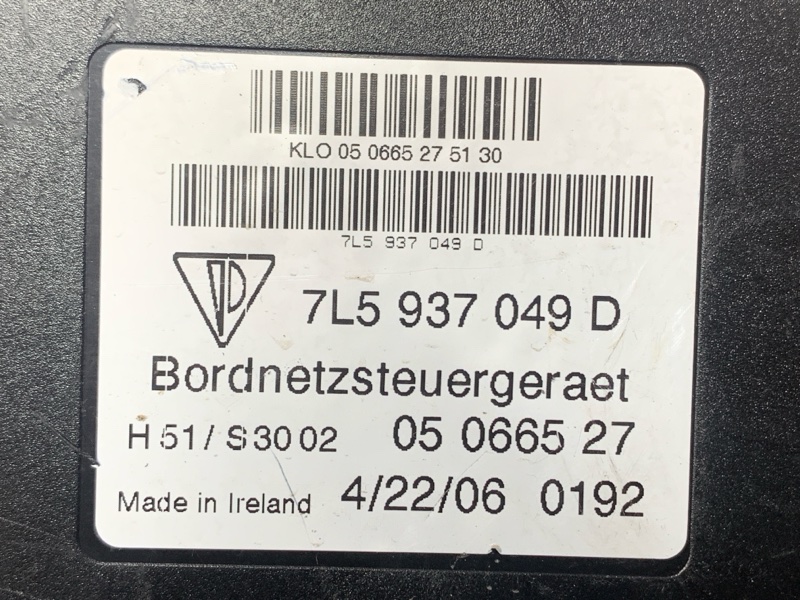 KLO 05 0665 27 51 30
7L5 937 049 D
7L5 937 049 D
Bordnetzsteuergeraet
H 51 / S 30 02 05 0665 27
Made in Ireland 4/22/06 0192